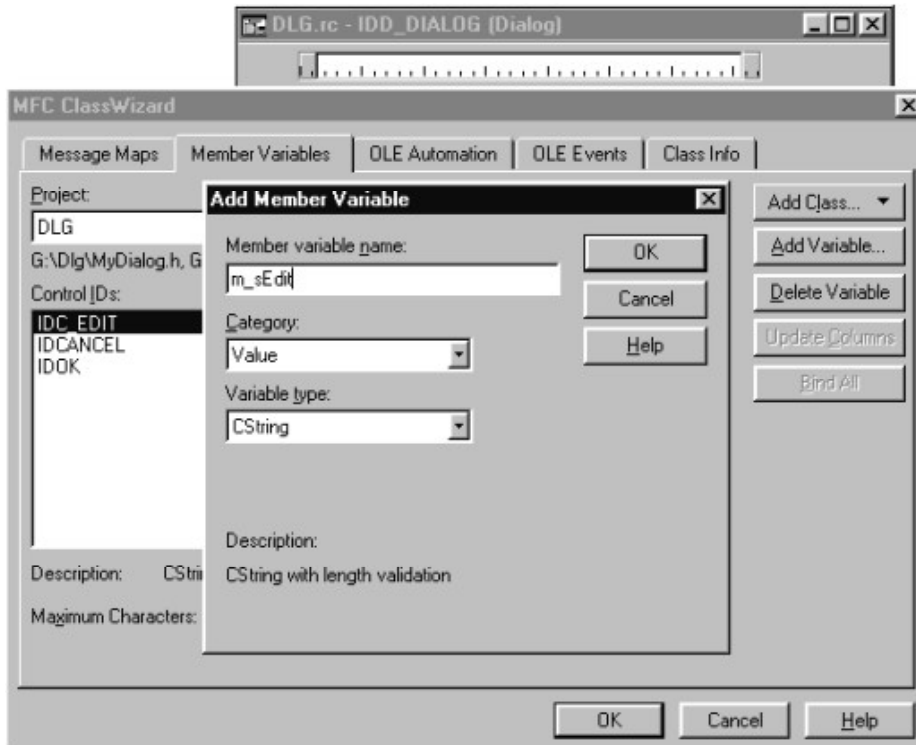 DLG.rc - IDD_DIALOG (Dialog)
MFC ClassWizard
Message Maps
Member Variables
OLE Automation
OLE Events
Class Info
Project:
DLG
G:\Dlg\MyDialog.h, G
Control IDs:
IDC_EDIT
IDCANCEL
IDOK
Description: CStri
Maximum Characters:
Add Member Variable
Member variable name:
m_sEdit
Category:
Value
Variable type:
CString
Description:
CString with length validation
OK
Cancel
Help
Add Class...
Add Variable...
Delete Variable
Update Columns
Bind All
OK
Cancel
Help